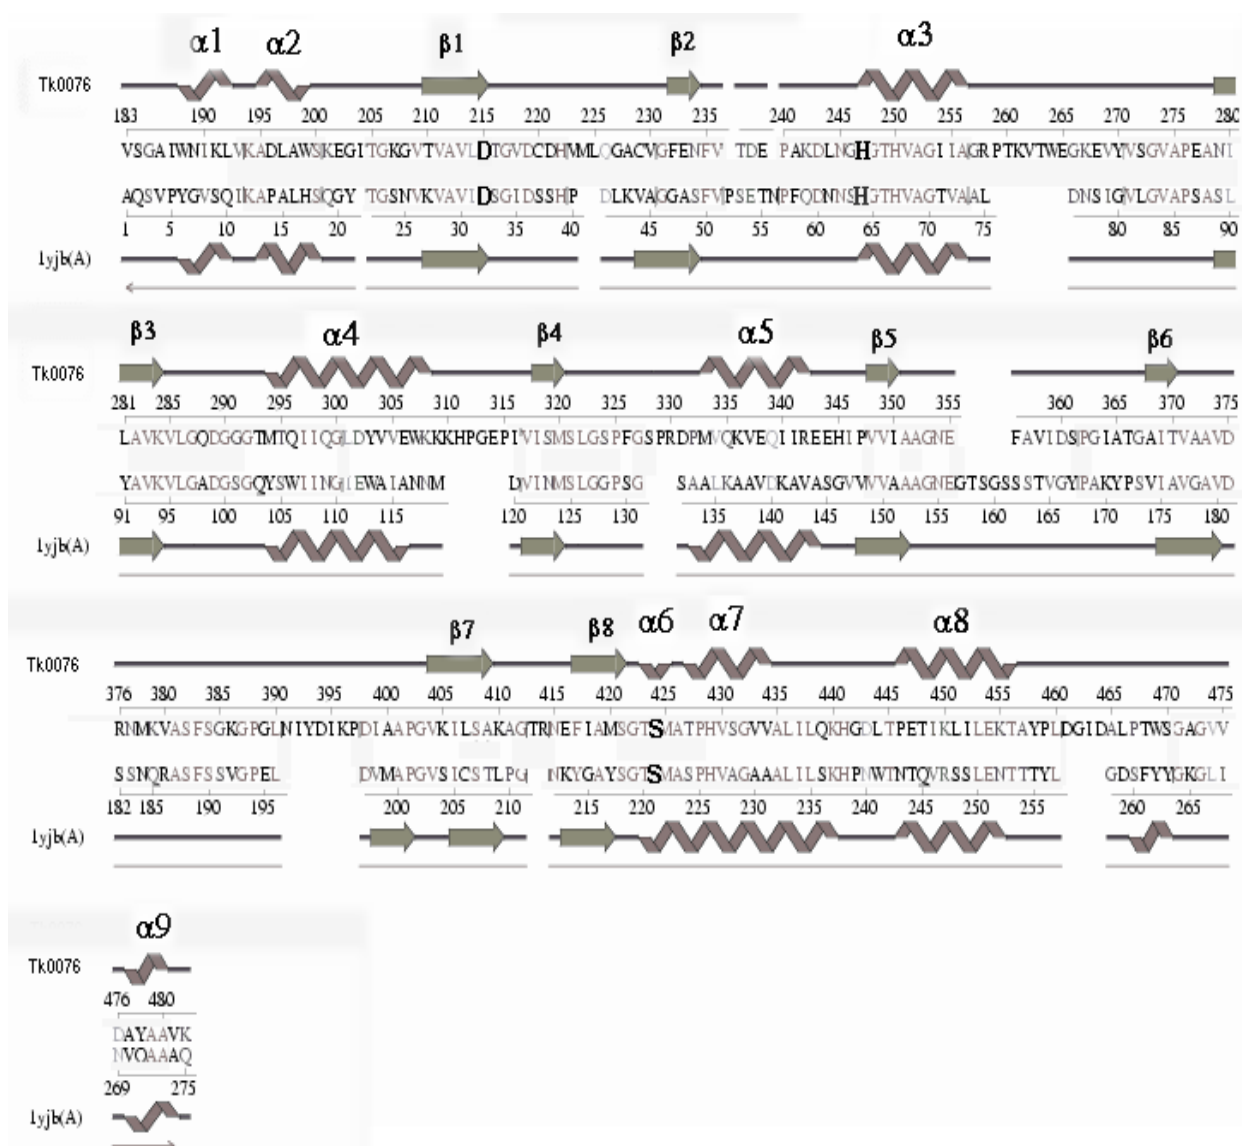 α1 α2 β1 β2 α3
Tk0076
183 190 195 200 205 210 215 220 225 230 235 240 245 250 255 260 265 270 275 280
VSGAIWNIKLVKADLAWSKEGITGKGVTVAVLDTGVDCDHVMLQGACVGFENFV TDE PAKDLNGHGTHVAGIIAGRPTKVTWEGKEVYVSGVAPEANI
AQSVPYGVSQIKAPALHSQGYTGSNVKVAVIDSGIDSSHP DLKVAGGASFVPSETNPFQDNNSHGTHVAGTVAAL DNSIGVLGVAPSASL
1 5 10 15 20 25 30 35 40 45 50 55 60 65 70 75 80 85 90
1yjb(A)
β3 α4 β4 α5 β5 β6
Tk0076
281 285 290 295 300 305 310 315 320 325 330 335 340 345 350 355 360 365 370 375
LAVKVLGQDGGGTMTQIIQGLDYVVEWKKKHPGEPIVISMSLGSPFGSPRDPMVQKVEQIIREEHIPVVIAAGNE FAVIDSPGIATGAITVAAVD
YAVKVLGADGSGQYSWIINGIEWAIANNM DVINMSLGGPSG SAALKAAVDKAVASGVVVVAAAGNEGTSGSSSTVGYPAKYPSVIAVGAVD
91 95 100 105 110 115 120 125 130 135 140 145 150 155 160 165 170 175 180
1yjb(A)
β7 β8 α6 α7 α8
Tk0076
376 380 385 390 395 400 405 410 415 420 425 430 435 440 445 450 455 460 465 470 475
RNMKVASFSGKGPGLNIYDIKPDIAAPGVKILSAKAGTRNEFIAMSGTSMATPHVSGVVALILQKHGDLTPETIKLILEKTAYPLDGIDALPTWSGAGVV
SSNQRASFSSVGPEL DVMAPGVSICSTLPG NKYGAYSGTSMASPHVAGAAALILSKHPNWTNTQVRSSLENTTTYL GDSFYYGKGLI
182 185 190 195 200 205 210 215 220 225 230 235 240 245 250 255 260 265
1yjb(A)
α9
Tk0076
476 480
DAYAAVK
NVQAAAQ
269 275
1yjb(A)